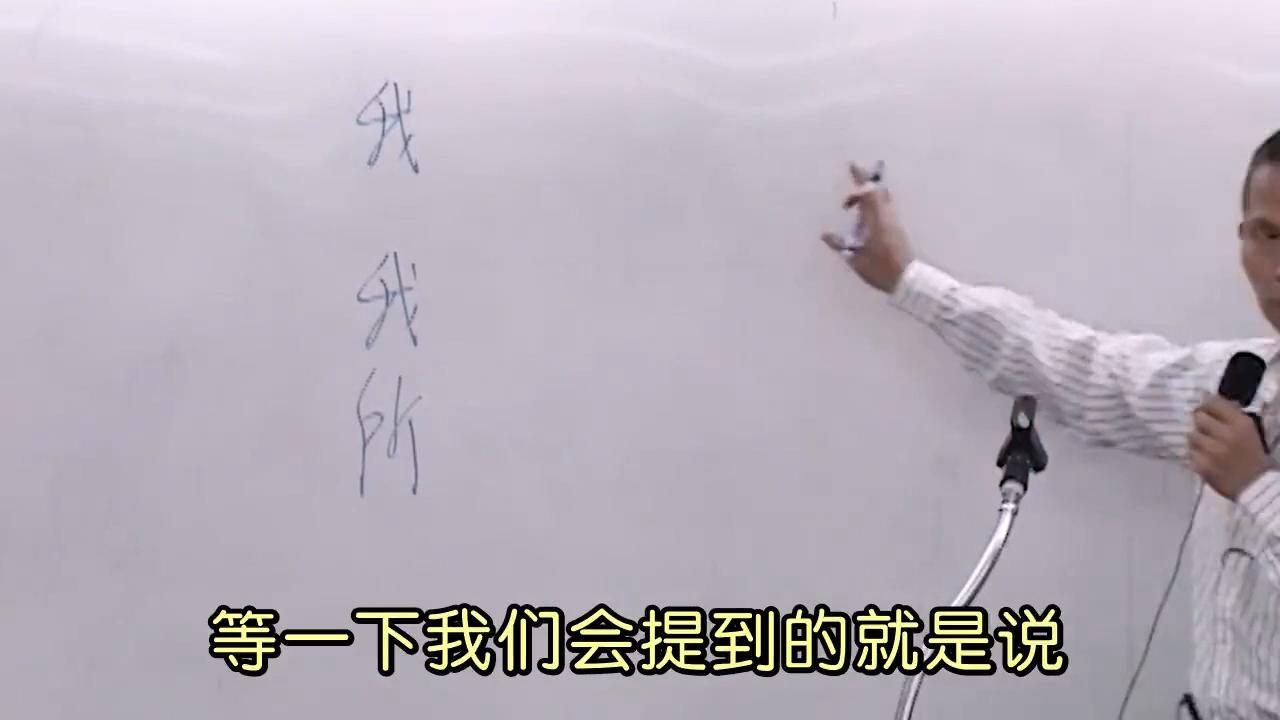 我
我
所
等一下我们会提到的就是说